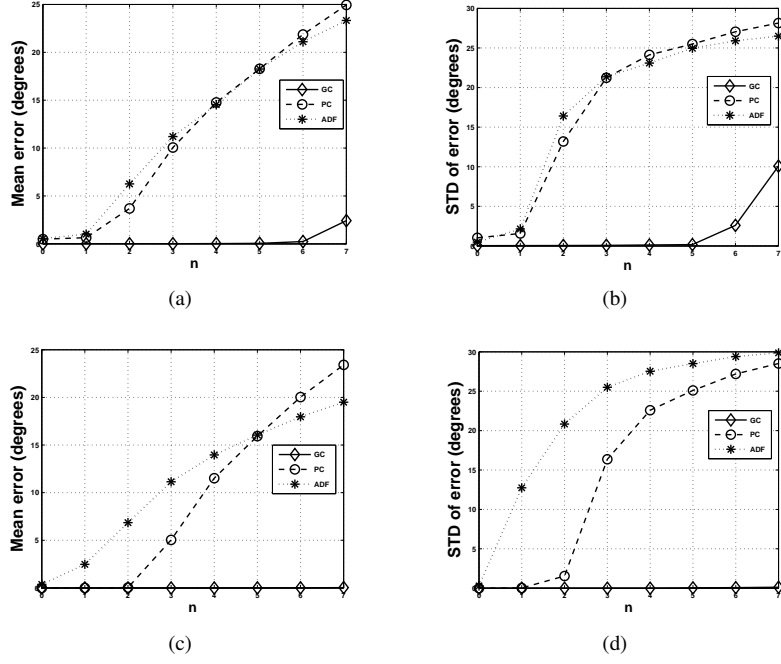 25
20
15
10
5
0
Mean error (degrees)
0 1 2 3 4 5 6 7
n
GC
PC
ADF
(a)
30
25
20
15
10
5
0
STD of error (degrees)
0 1 2 3 4 5 6 7
n
GC
PC
ADF
(b)
25
20
15
10
5
0
Mean error (degrees)
0 1 2 3 4 5 6 7
n
GC
PC
ADF
(c)
30
25
20
15
10
5
0
STD of error (degrees)
0 1 2 3 4 5 6 7
n
GC
PC
ADF
(d)